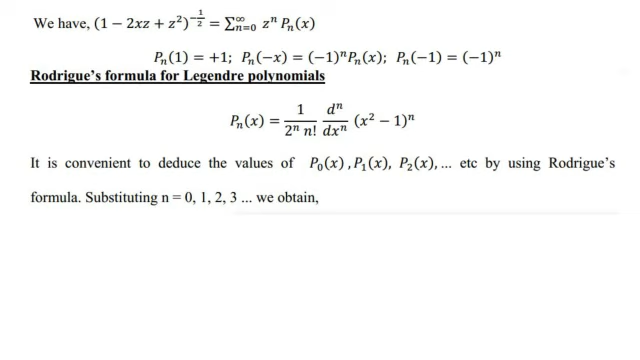 We have, (1 − 2xz + z²)^(−1/2) = ∑_{n=0}^{∞} zⁿ Pₙ(x)
Pₙ(1) = +1; Pₙ(−x) = (−1)ⁿPₙ(x); Pₙ(−1) = (−1)ⁿ
Rodrigue's formula for Legendre polynomials
Pₙ(x) = 1/(2ⁿ n!) dⁿ/dxⁿ (x² − 1)ⁿ
It is convenient to deduce the values of P₀(x), P₁(x), P₂(x), ... etc by using Rodrigue's
formula. Substituting n = 0, 1, 2, 3 ... we obtain,